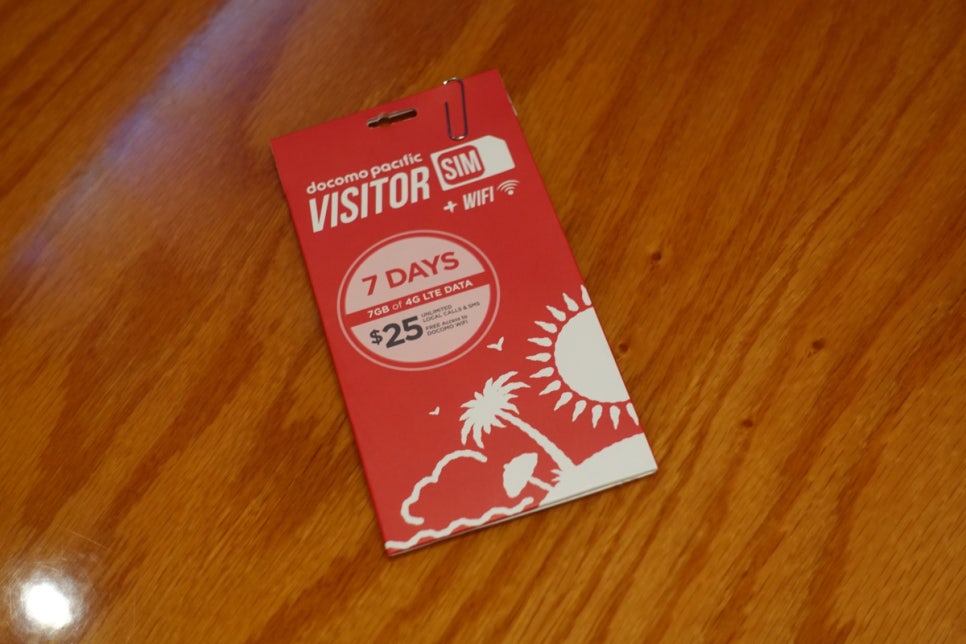 docomo pacific
VISITOR SIM
+ WIFI
7 DAYS
7GB of 4G LTE DATA
$25
UNLIMITED
LOCAL CALLS & SMS
FREE Access to
DOCOMO WIFI